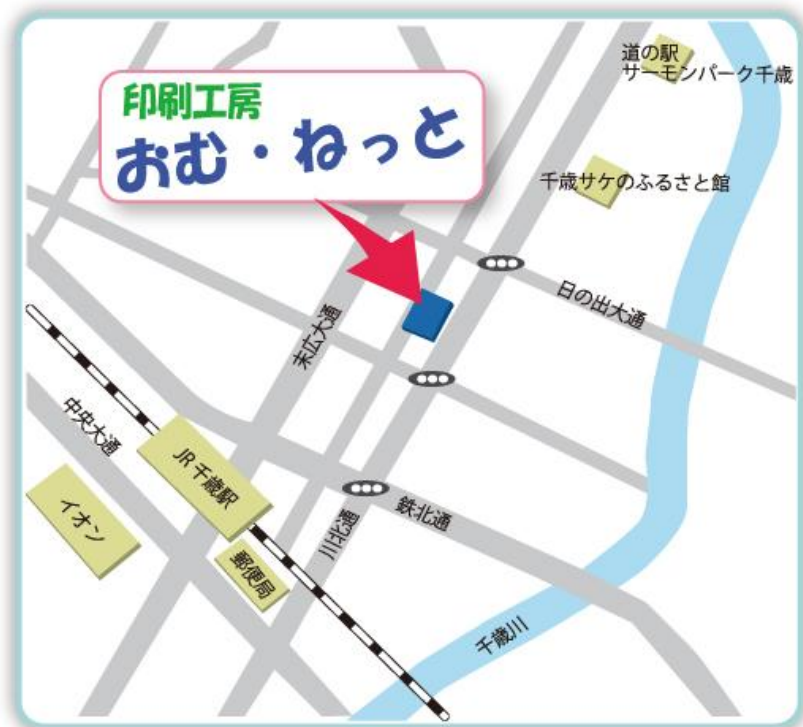 道の駅
サーモンパーク千歳
印刷工房
おむ・ねっと
千歳サケのふるさと館
日の出大通
末広大通
中央大通
JR千歳駅
イオン
鉄北通
川北通
郵便局
千歳川